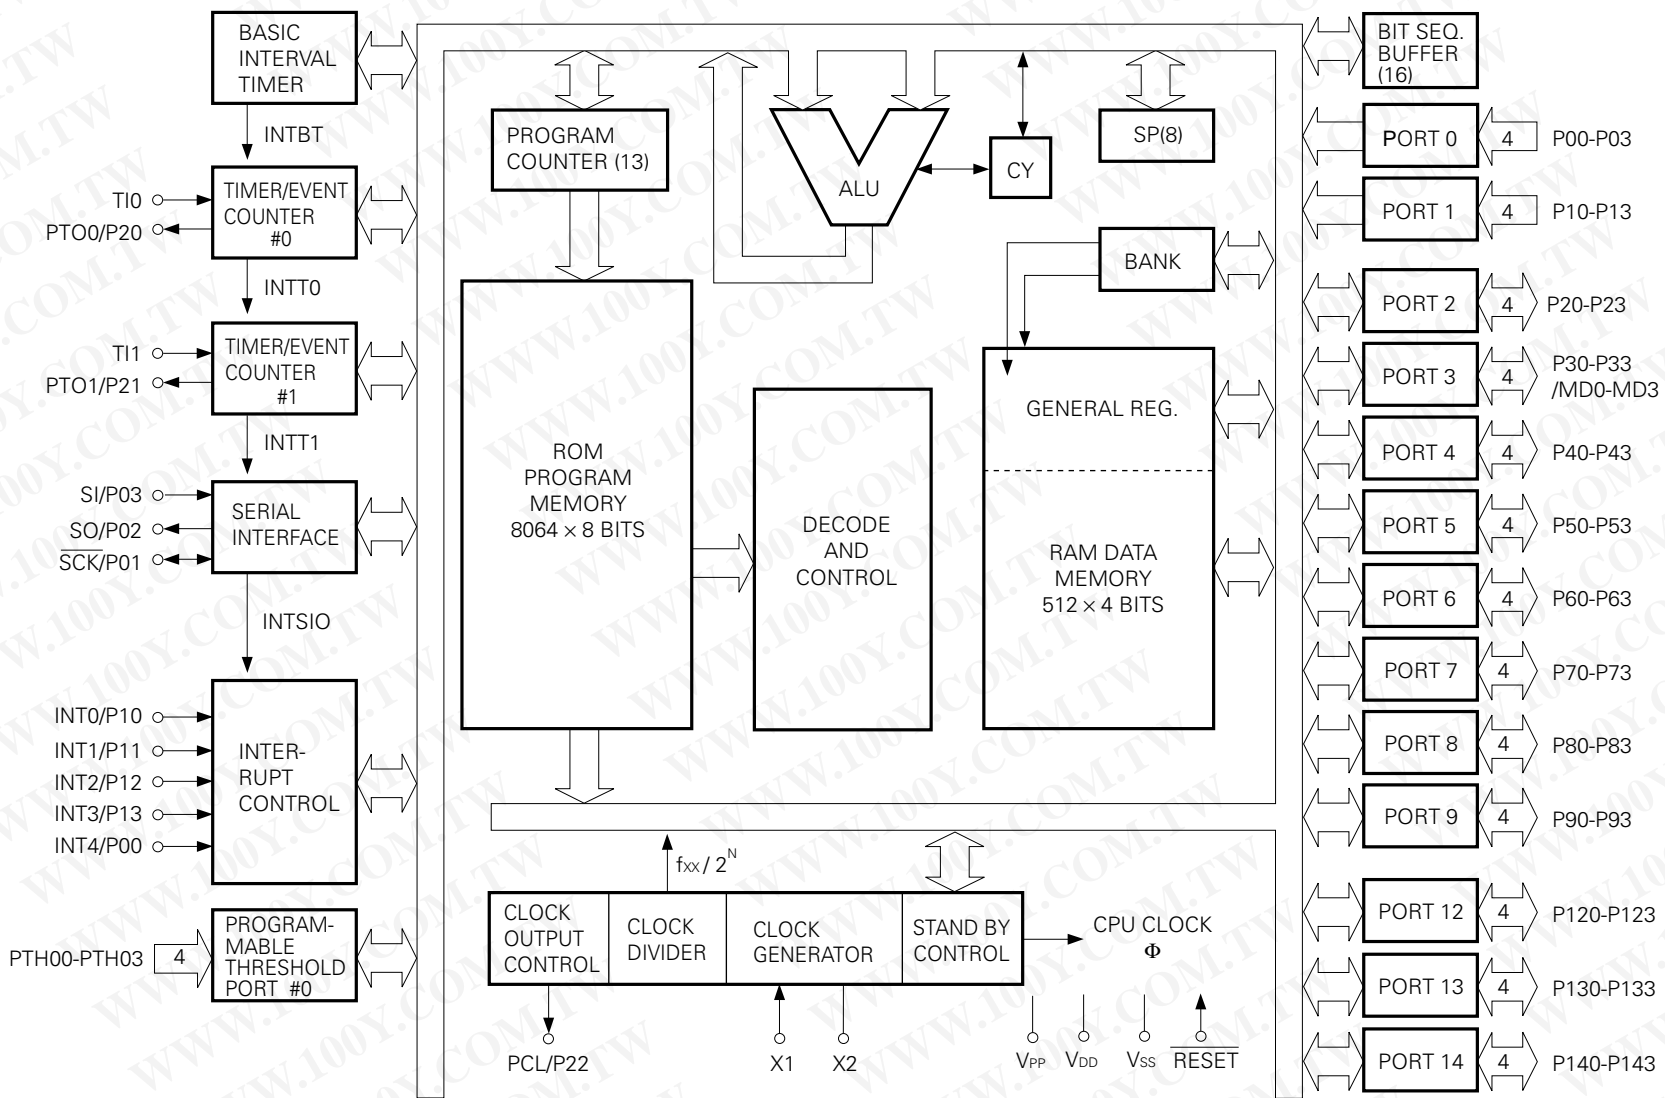 BASIC
INTERVAL
TIMER
INTBT
TI0
PTO0/P20
TIMER/EVENT
COUNTER
#0
INTT0
TI1
PTO1/P21
TIMER/EVENT
COUNTER
#1
INTT1
SI/P03
SO/P02
SCK/P01
SERIAL
INTERFACE
INTSIO
INT0/P10
INT1/P11
INT2/P12
INT3/P13
INT4/P00
INTER-
RUPT
CONTROL
PTH00-PTH03
4
PROGRAM-
MABLE
THRESHOLD
PORT #0
PROGRAM
COUNTER (13)
ALU
CY
SP(8)
BANK
ROM
PROGRAM
MEMORY
8064 × 8 BITS
DECODE
AND
CONTROL
GENERAL REG.
RAM DATA
MEMORY
512 × 4 BITS
fxx / 2^N
CLOCK
OUTPUT
CONTROL
CLOCK
DIVIDER
CLOCK
GENERATOR
STAND BY
CONTROL
CPU CLOCK
Φ
PCL/P22
X1
X2
VPP
VDD
VSS
RESET
BIT SEQ.
BUFFER
(16)
PORT 0
4
P00-P03
PORT 1
4
P10-P13
PORT 2
4
P20-P23
PORT 3
4
P30-P33
/MD0-MD3
PORT 4
4
P40-P43
PORT 5
4
P50-P53
PORT 6
4
P60-P63
PORT 7
4
P70-P73
PORT 8
4
P80-P83
PORT 9
4
P90-P93
PORT 12
4
P120-P123
PORT 13
4
P130-P133
PORT 14
4
P140-P143
WWW.100Y.COM.TW